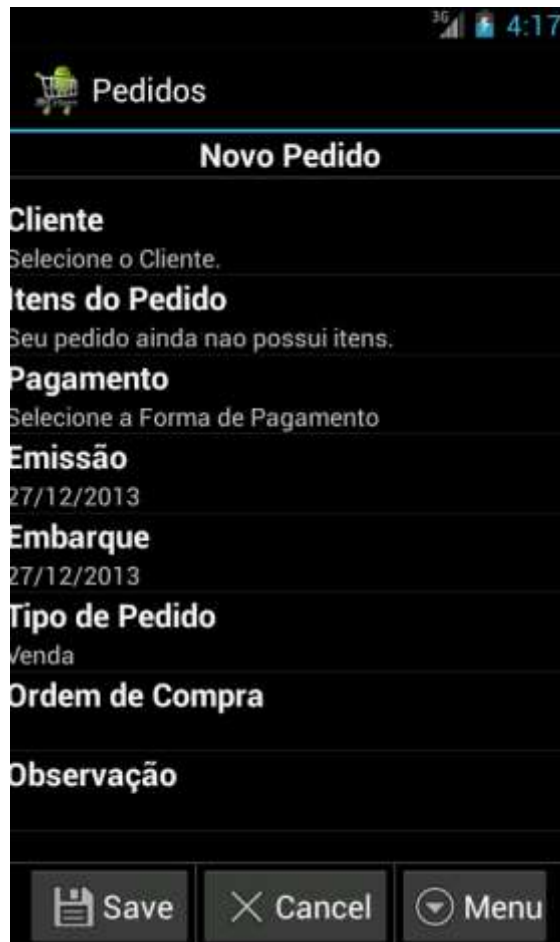 3G 4:17
Pedidos
Novo Pedido
Cliente
Selecione o Cliente.
Itens do Pedido
Seu pedido ainda nao possui itens.
Pagamento
Selecione a Forma de Pagamento
Emissão
27/12/2013
Embarque
27/12/2013
Tipo de Pedido
Venda
Ordem de Compra
Observação
Save Cancel Menu